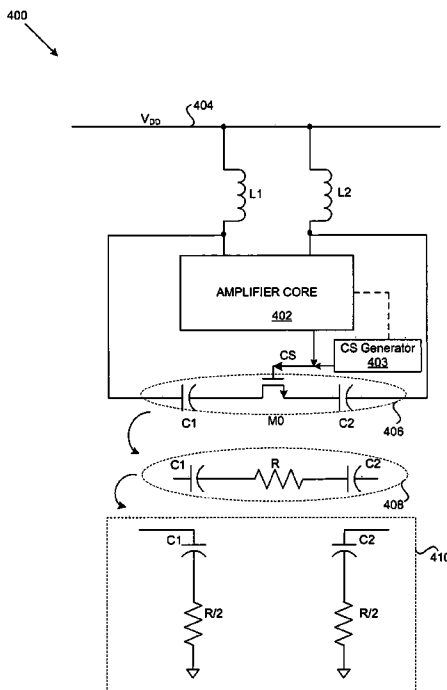 400
404
VDD
L1
L2
AMPLIFIER CORE
402
CS
CS Generator
403
C1
M0
C2
406
C1
R
C2
408
C1
C2
410
R/2
R/2